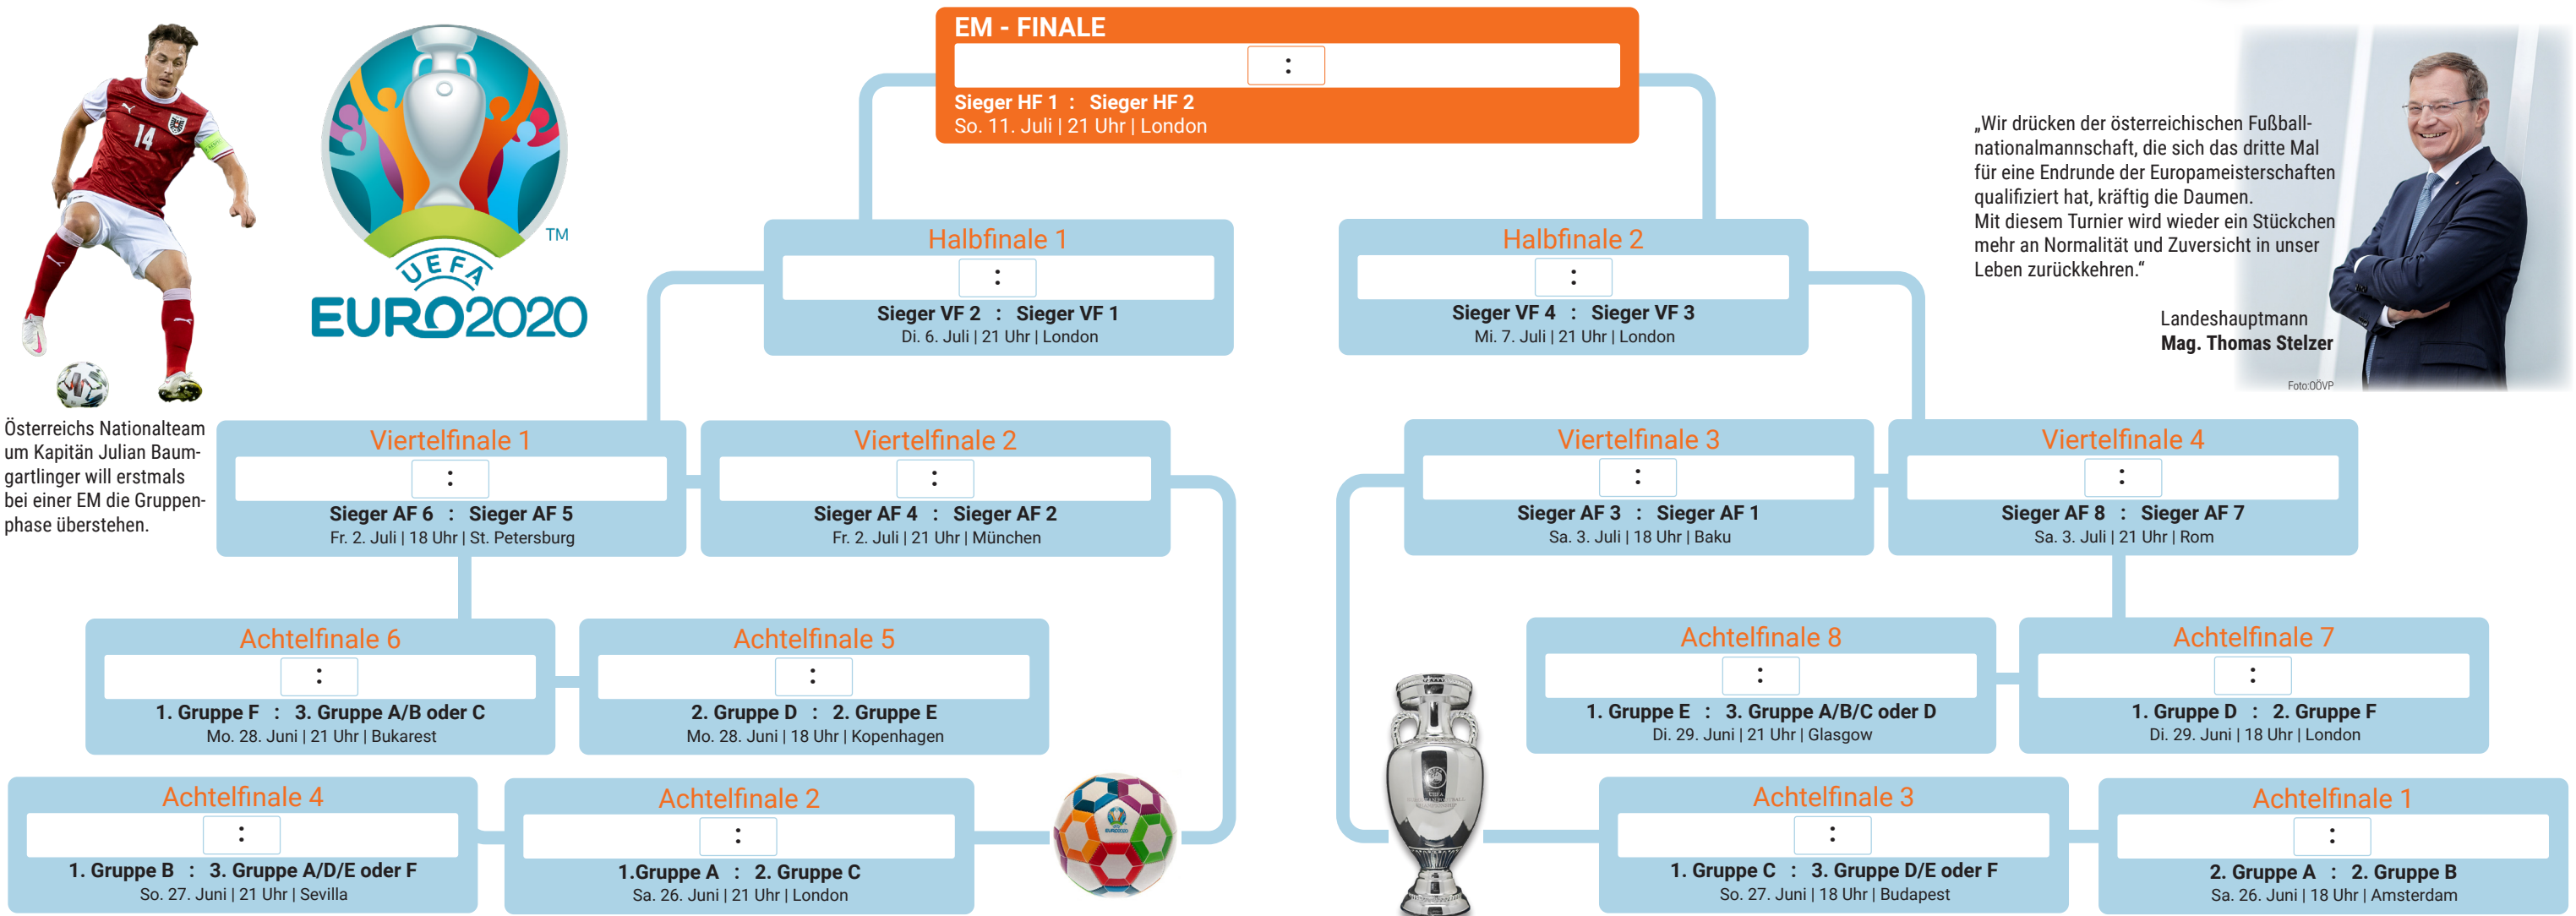 EM - FINALE
:
Sieger HF 1 : Sieger HF 2
So. 11. Juli | 21 Uhr | London
14
TM
UEFA
EURO2020
„Wir drücken der österreichischen Fußball-
nationalmannschaft, die sich das dritte Mal
für eine Endrunde der Europameisterschaften
qualifiziert hat, kräftig die Daumen.
Mit diesem Turnier wird wieder ein Stückchen
mehr an Normalität und Zuversicht in unser
Leben zurückkehren.“
Landeshauptmann
Mag. Thomas Stelzer
Foto:OÖVP
Halbfinale 1
:
Sieger VF 2 : Sieger VF 1
Di. 6. Juli | 21 Uhr | London
Halbfinale 2
:
Sieger VF 4 : Sieger VF 3
Mi. 7. Juli | 21 Uhr | London
Österreichs Nationalteam
um Kapitän Julian Baum-
gartlinger will erstmals
bei einer EM die Gruppen-
phase überstehen.
Viertelfinale 1
:
Sieger AF 6 : Sieger AF 5
Fr. 2. Juli | 18 Uhr | St. Petersburg
Viertelfinale 2
:
Sieger AF 4 : Sieger AF 2
Fr. 2. Juli | 21 Uhr | München
Viertelfinale 3
:
Sieger AF 3 : Sieger AF 1
Sa. 3. Juli | 18 Uhr | Baku
Viertelfinale 4
:
Sieger AF 8 : Sieger AF 7
Sa. 3. Juli | 21 Uhr | Rom
Achtelfinale 6
:
1. Gruppe F : 3. Gruppe A/B oder C
Mo. 28. Juni | 21 Uhr | Bukarest
Achtelfinale 5
:
2. Gruppe D : 2. Gruppe E
Mo. 28. Juni | 18 Uhr | Kopenhagen
Achtelfinale 8
:
1. Gruppe E : 3. Gruppe A/B/C oder D
Di. 29. Juni | 21 Uhr | Glasgow
Achtelfinale 7
:
1. Gruppe D : 2. Gruppe F
Di. 29. Juni | 18 Uhr | London
Achtelfinale 4
:
1. Gruppe B : 3. Gruppe A/D/E oder F
So. 27. Juni | 21 Uhr | Sevilla
Achtelfinale 2
:
1.Gruppe A : 2. Gruppe C
Sa. 26. Juni | 21 Uhr | London
EURO2020
Achtelfinale 3
:
1. Gruppe C : 3. Gruppe D/E oder F
So. 27. Juni | 18 Uhr | Budapest
Achtelfinale 1
:
2. Gruppe A : 2. Gruppe B
Sa. 26. Juni | 18 Uhr | Amsterdam